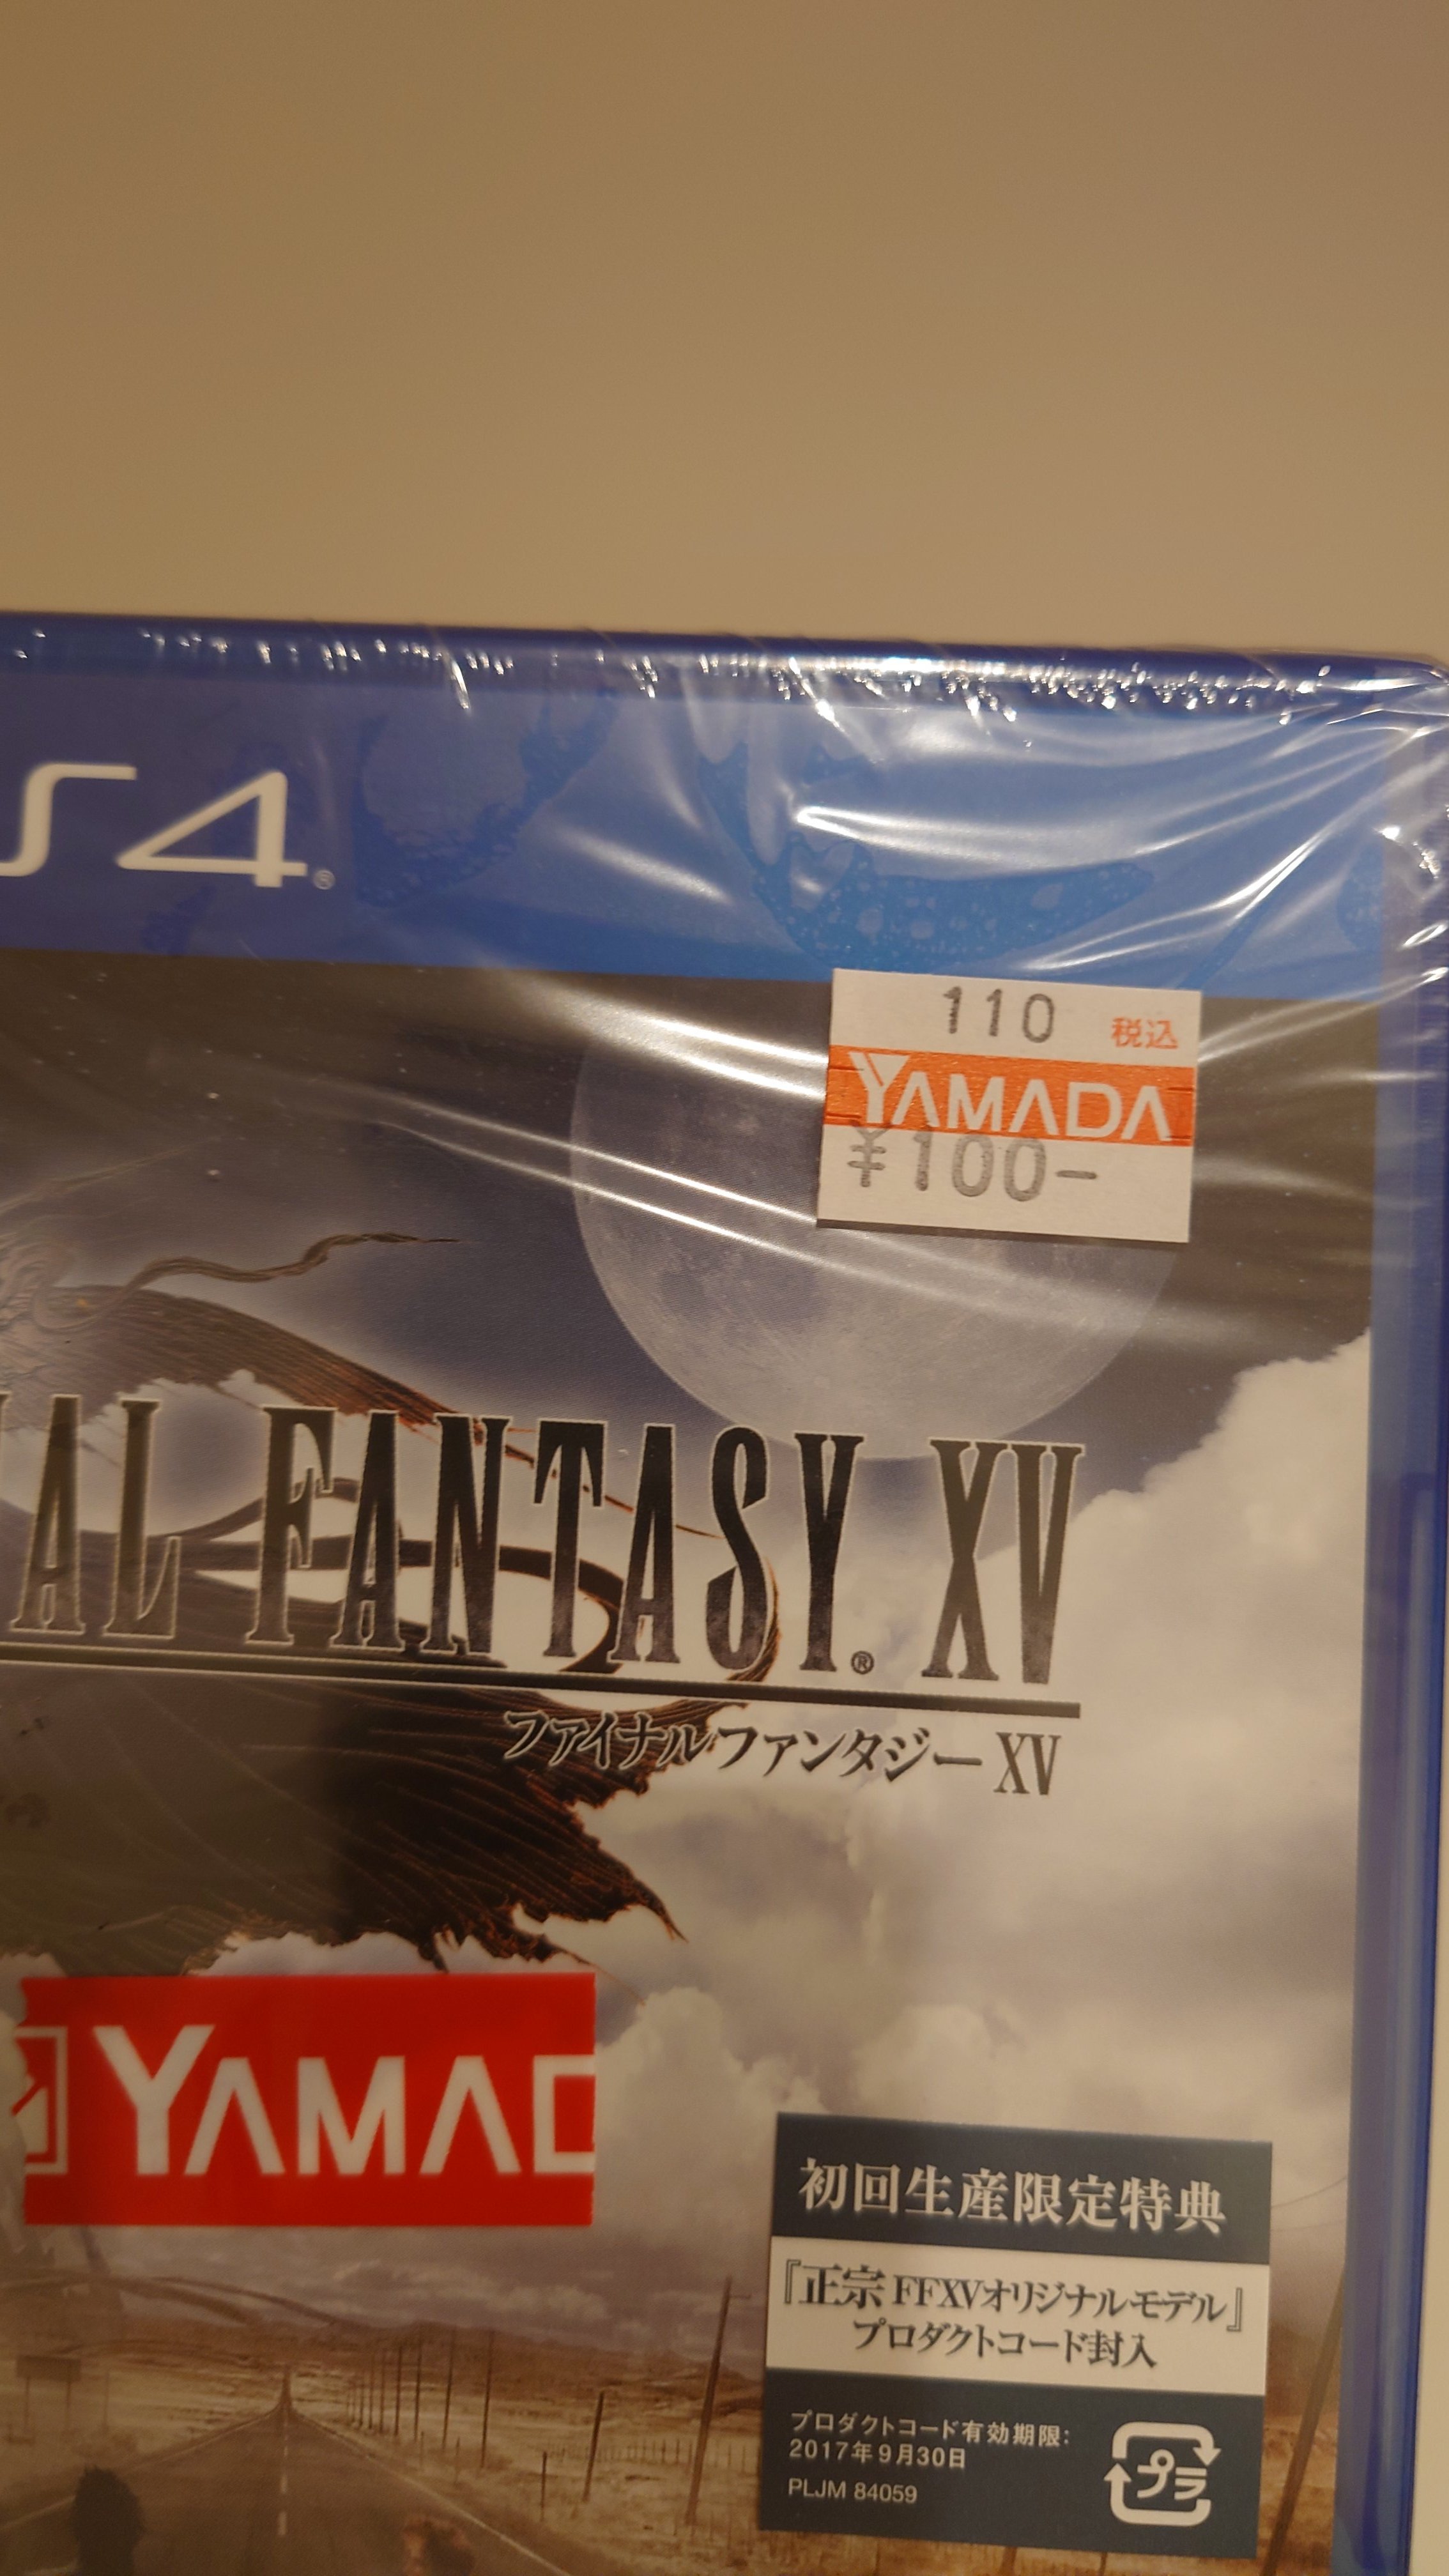 S4®
110 税込
YAMADA
¥100-
NAL FANTASY® XV
ファイナルファンタジー XV
YAMAD
初回生産限定特典
『正宗 FFXVオリジナルモデル』
プロダクトコード封入
プロダクトコード有効期限:
2017年9月30日
PLJM 84059
プラ